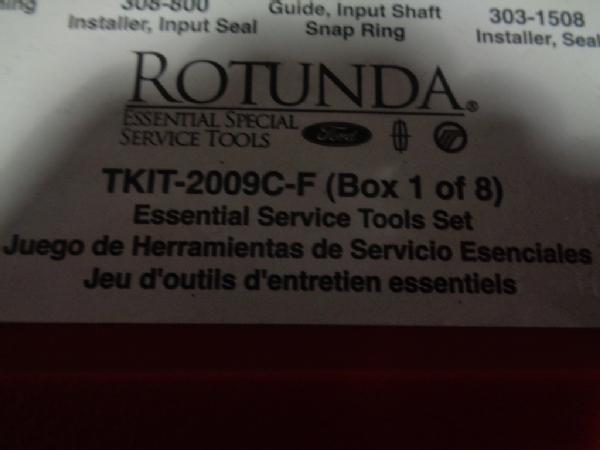 308-800
Guide, Input Shaft
303-1508
Installer, Input Seal
Snap Ring
Installer, Seal
ROTUNDA®
ESSENTIAL SPECIAL
SERVICE TOOLS
Ford
TKIT-2009C-F (Box 1 of 8)
Essential Service Tools Set
Juego de Herramientas de Servicio Esenciales
Jeu d'outils d'entretien essentiels